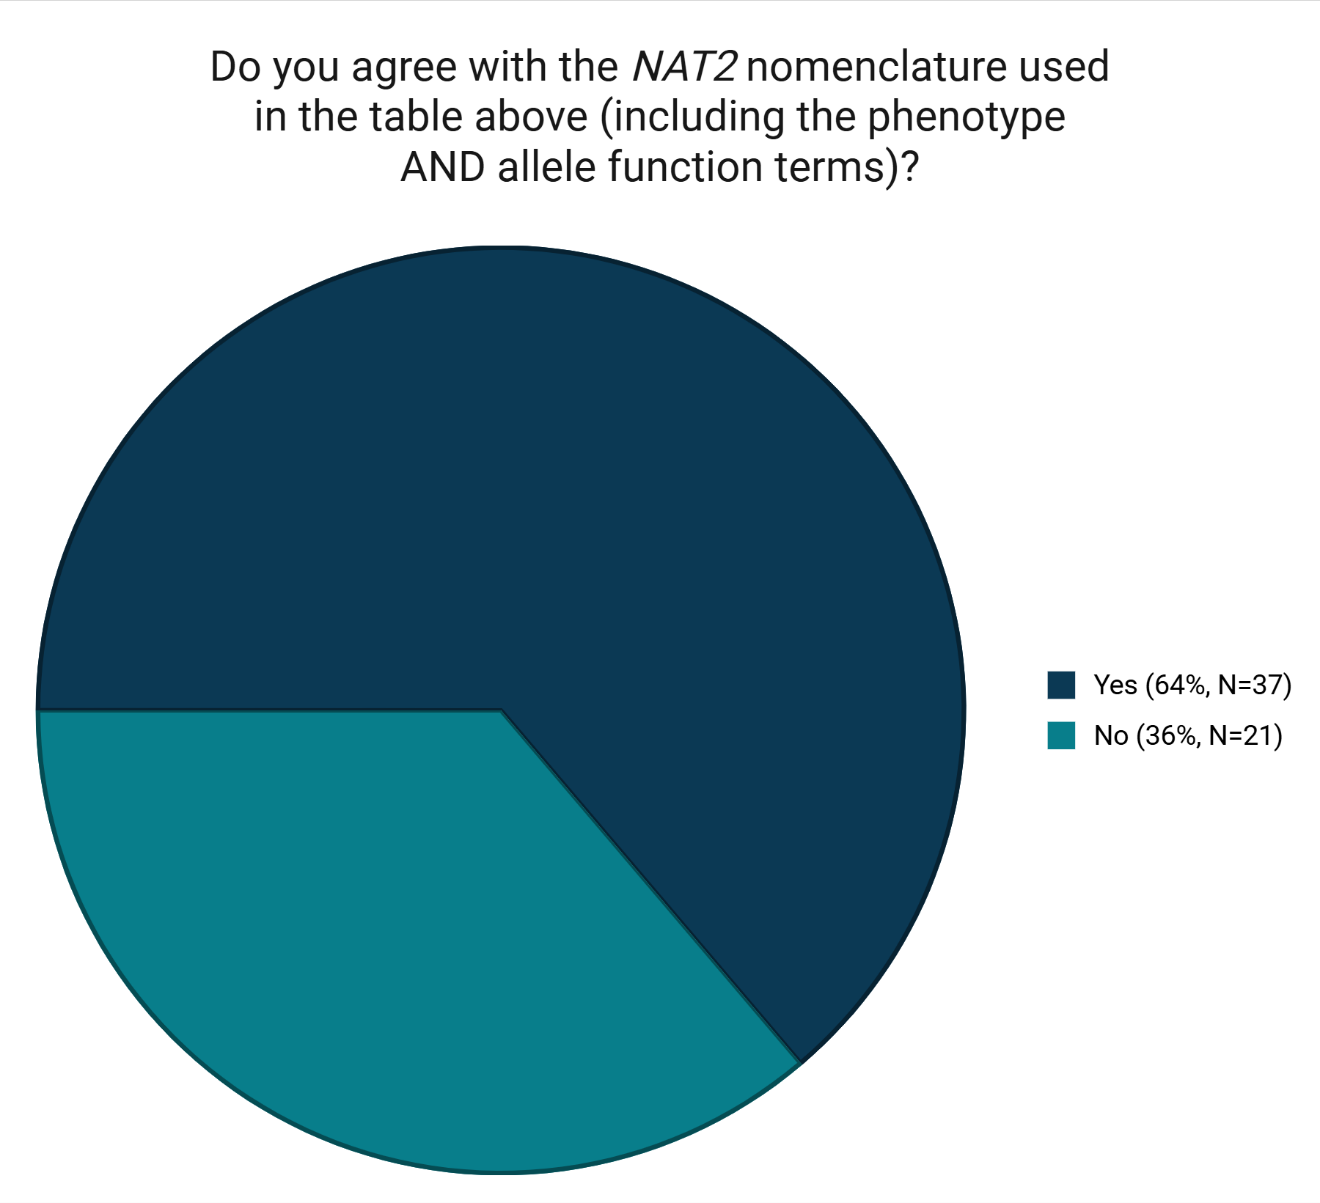 Do you agree with the NAT2 nomenclature used
in the table above (including the phenotype
AND allele function terms)?
Yes (64%, N=37)
No (36%, N=21)